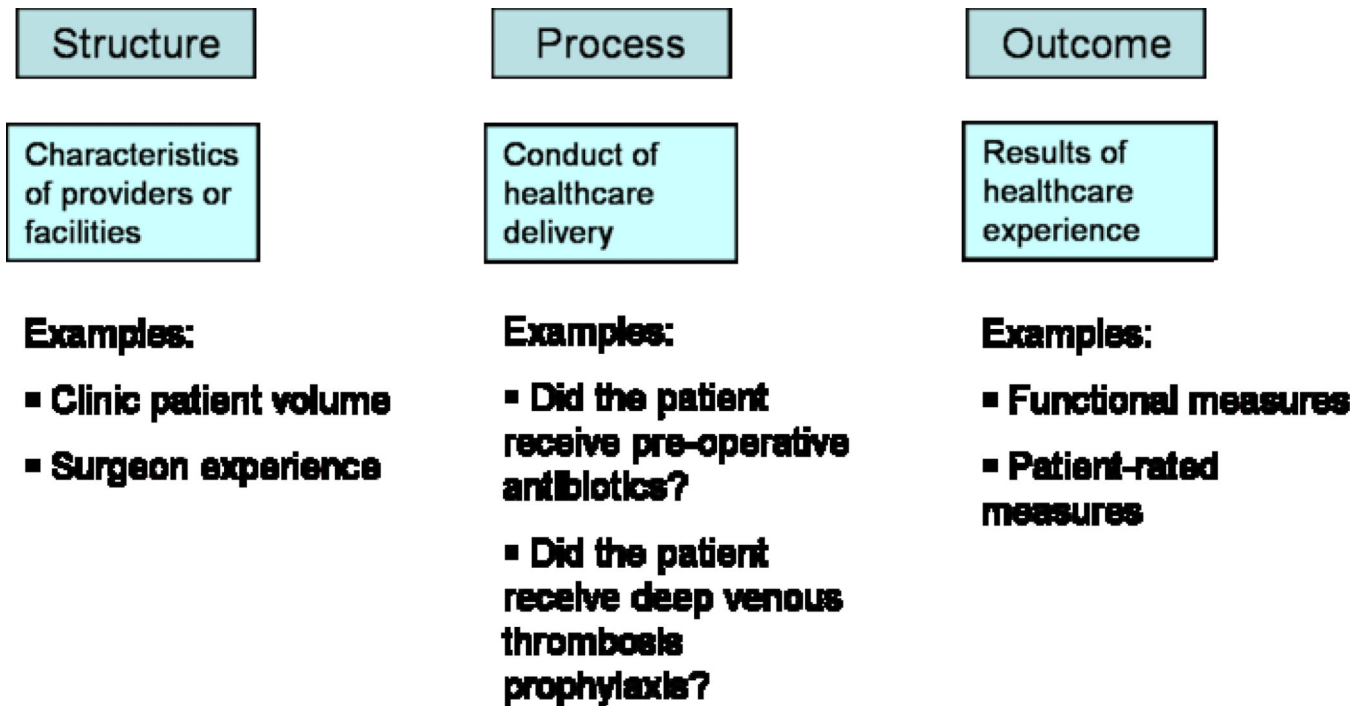 Structure
Process
Outcome
Characteristics
of providers or
facilities
Conduct of
healthcare
delivery
Results of
healthcare
experience
Examples:
▪ Clinic patient volume
▪ Surgeon experience
Examples:
▪ Did the patient
receive pre-operative
antibiotics?
▪ Did the patient
receive deep venous
thrombosis
prophylaxis?
Examples:
▪ Functional measures
▪ Patient-rated
measures